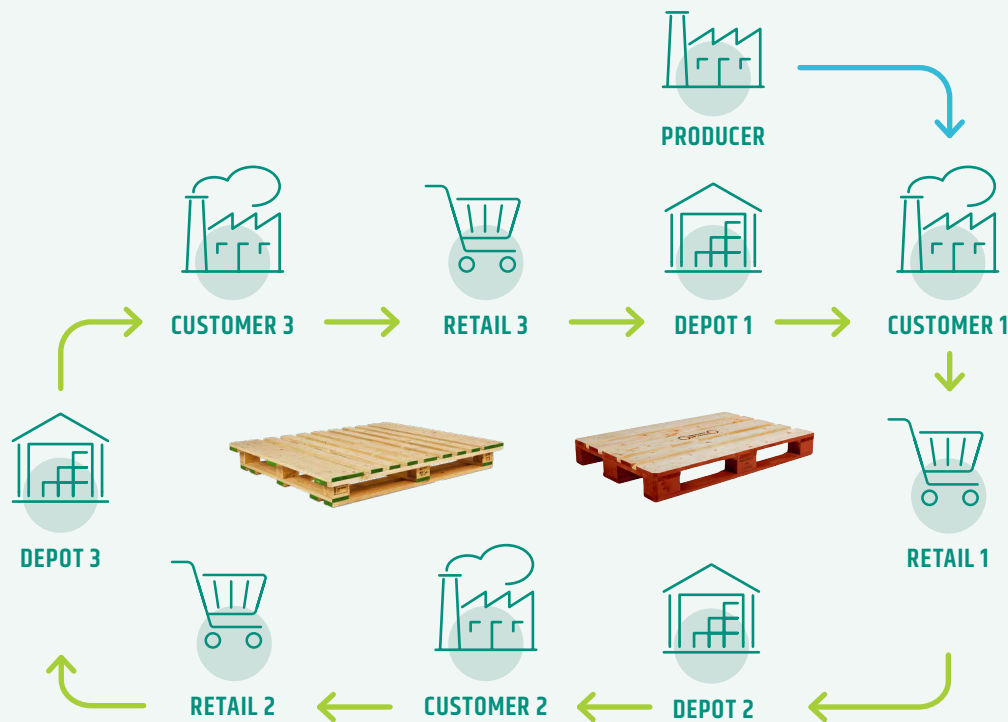 PRODUCER
CUSTOMER 3
RETAIL 3
DEPOT 1
CUSTOMER 1
DEPOT 3
RETAIL 1
RETAIL 2
CUSTOMER 2
DEPOT 2